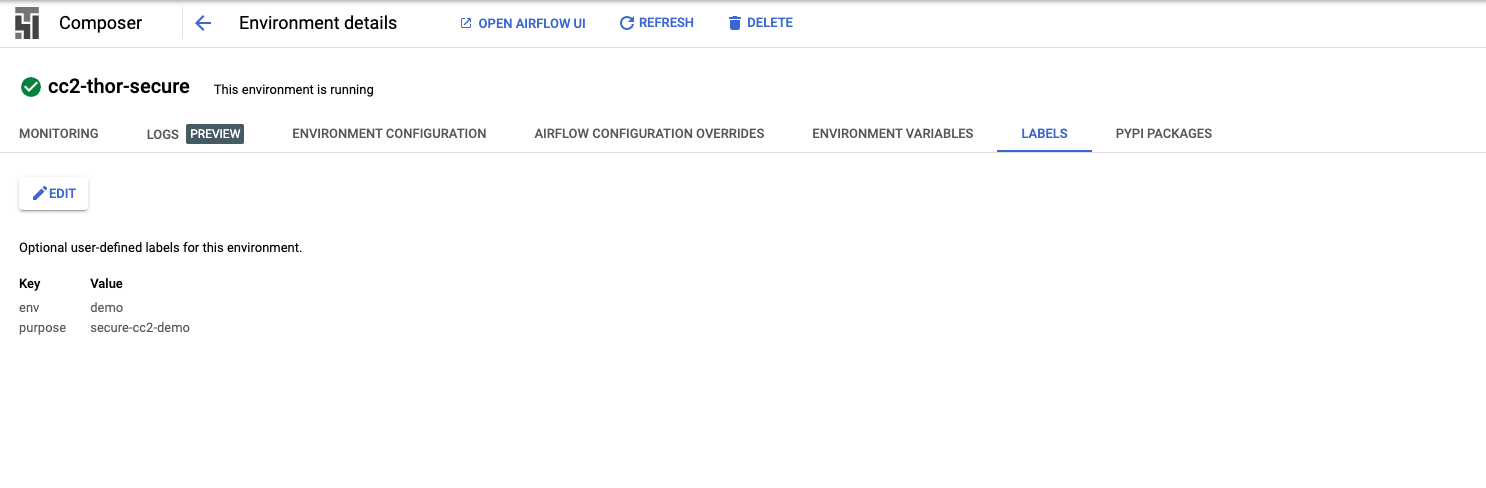 Composer Environment details OPEN AIRFLOW UI REFRESH DELETE
cc2-thor-secure This environment is running
MONITORING LOGS PREVIEW ENVIRONMENT CONFIGURATION AIRFLOW CONFIGURATION OVERRIDES ENVIRONMENT VARIABLES LABELS PYPI PACKAGES
EDIT
Optional user-defined labels for this environment.
Key Value
env demo
purpose secure-cc2-demo